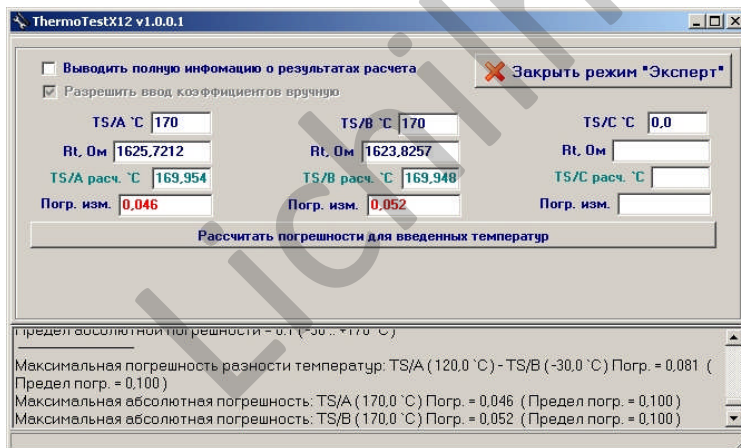 ThermoTestX12 v1.0.0.1
Выводить полную инфомацию о результатах расчета
Закрыть режим "Эксперт"
Разрешить ввод коэффициентов вручную
TS/A `C 170 TS/B `C 170 TS/C `C 0,0
Rt, Ом 1625,7212 Rt, Ом 1623,8257 Rt, Ом
TS/A расч. `C 169,954 TS/B расч. `C 169,948 TS/C расч. `C
Погр. изм. 0,046 Погр. изм. 0,052 Погр. изм.
Рассчитать погрешности для введенных температур
Предел абсолютной погрешности = 0.1 (-50 .. +170 `C)
Максимальная погрешность разности температур: TS/A ( 120,0 `C) - TS/B ( -30,0 `C) Погр. = 0,081 (
Предел погр. = 0,100 )
Максимальная абсолютная погрешность: TS/A ( 170,0 `C) Погр. = 0,046 ( Предел погр. = 0,100 )
Максимальная абсолютная погрешность: TS/B ( 170,0 `C) Погр. = 0,052 ( Предел погр. = 0,100 )